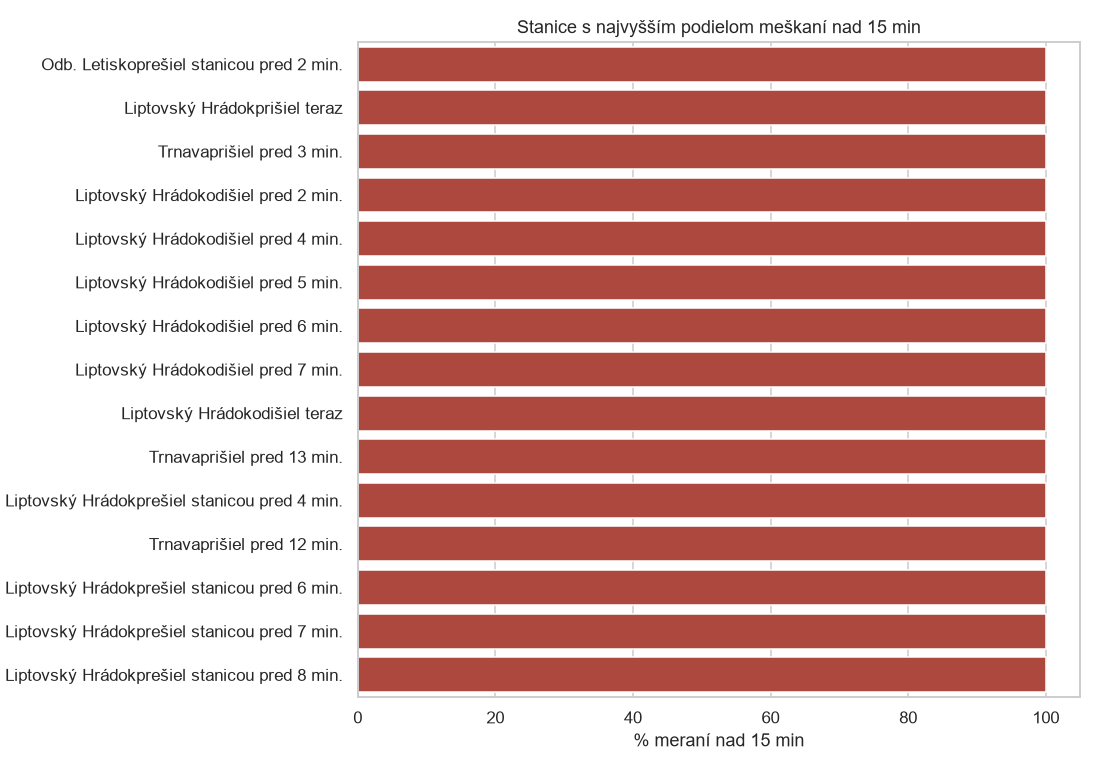 Stanice s najvyšším podielom meškaní nad 15 min
Odb. Letiskoprešiel stanicou pred 2 min.
Liptovský Hrádokprišiel teraz
Trnavaprišiel pred 3 min.
Liptovský Hrádokodišiel pred 2 min.
Liptovský Hrádokodišiel pred 4 min.
Liptovský Hrádokodišiel pred 5 min.
Liptovský Hrádokodišiel pred 6 min.
Liptovský Hrádokodišiel pred 7 min.
Liptovský Hrádokodišiel teraz
Trnavaprišiel pred 13 min.
Liptovský Hrádokprešiel stanicou pred 4 min.
Trnavaprišiel pred 12 min.
Liptovský Hrádokprešiel stanicou pred 6 min.
Liptovský Hrádokprešiel stanicou pred 7 min.
Liptovský Hrádokprešiel stanicou pred 8 min.
0 20 40 60 80 100
% meraní nad 15 min